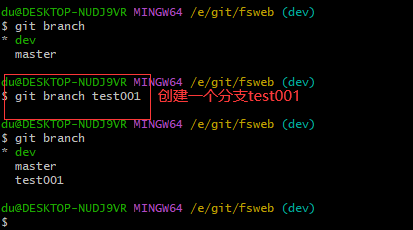 du@DESKTOP-NUDJ9VR MINGW64 /e/git/fsweb (dev)
$ git branch
* dev
  master
du@DESKTOP-NUDJ9VR MINGW64 /e/git/fsweb (dev)
$ git branch test001 创建一个分支test001
du@DESKTOP-NUDJ9VR MINGW64 /e/git/fsweb (dev)
$ git branch
* dev
  master
  test001
du@DESKTOP-NUDJ9VR MINGW64 /e/git/fsweb (dev)
$